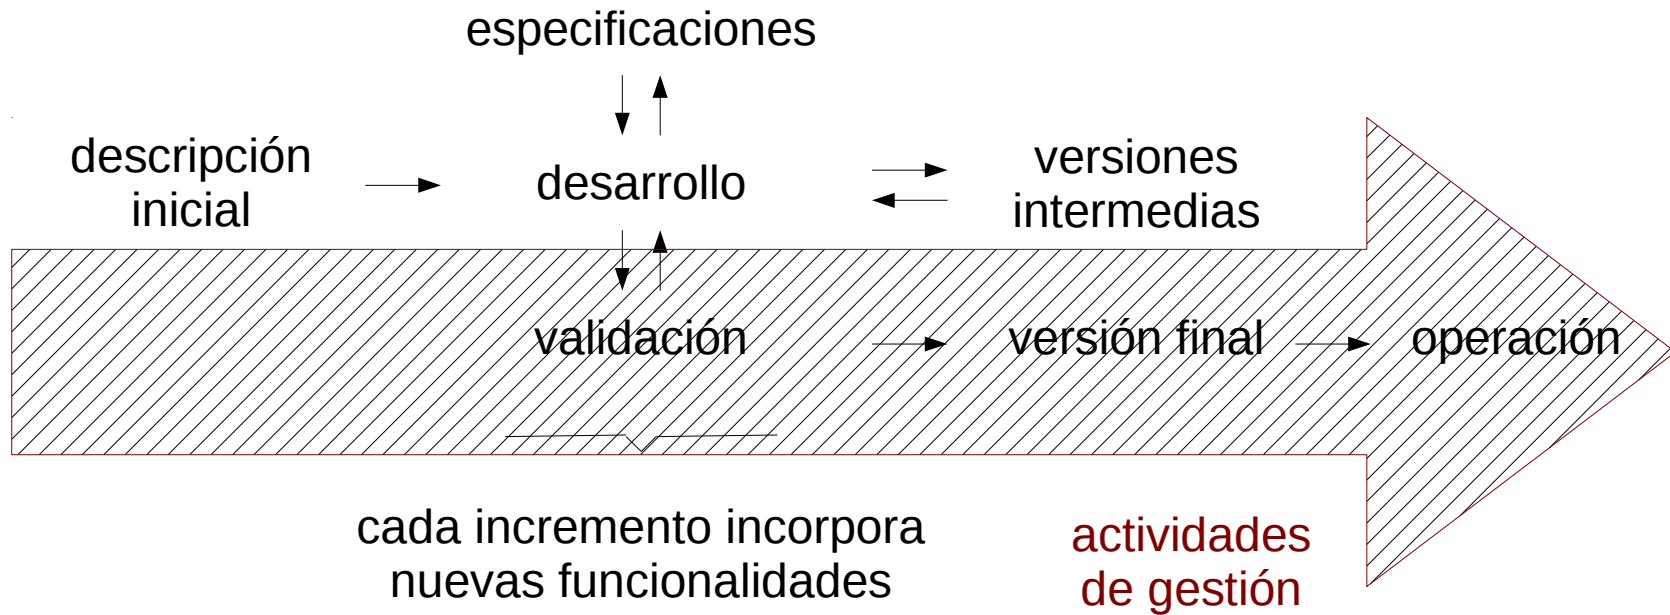 especificaciones
descripción
inicial
desarrollo
versiones
intermedias
validación
versión final
operación
cada incremento incorpora
nuevas funcionalidades
actividades
de gestión